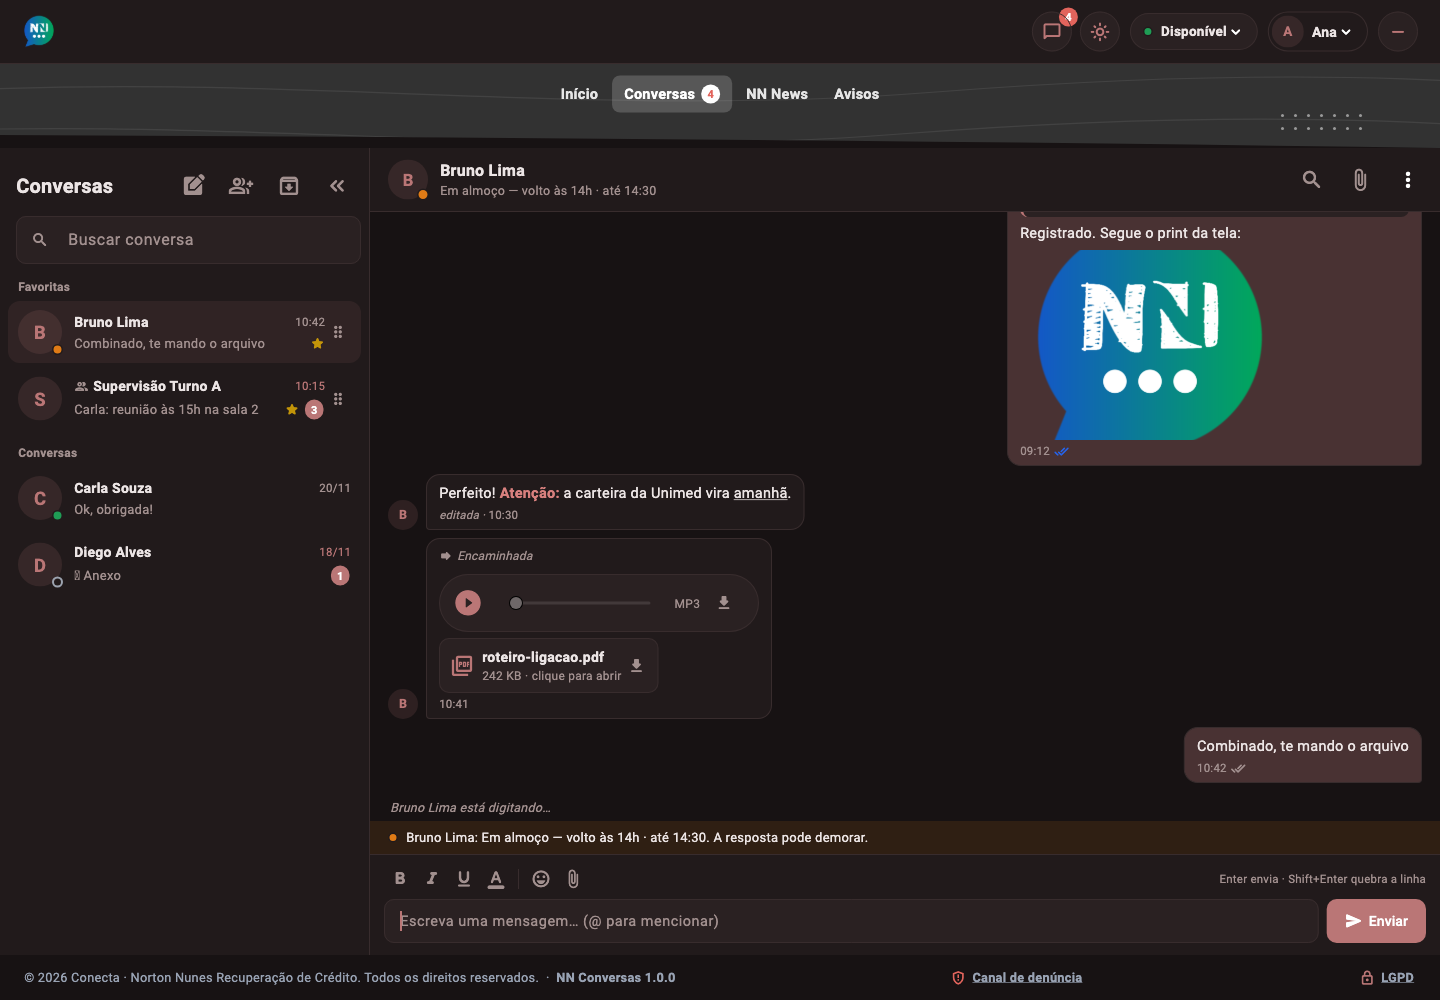 NN
4
Disponível
A
Ana
Início
Conversas 4
NN News
Avisos
Conversas
Buscar conversa
Favoritas
B
Bruno Lima
10:42
Combinado, te mando o arquivo
S
Supervisão Turno A
10:15
Carla: reunião às 15h na sala 2
3
Conversas
C
Carla Souza
20/11
Ok, obrigada!
D
Diego Alves
18/11
Anexo
1
B
Bruno Lima
Em almoço — volto às 14h · até 14:30
Registrado. Segue o print da tela:
NN
09:12
Perfeito! Atenção: a carteira da Unimed vira amanhã.
B
editada · 10:30
Encaminhada
MP3
PDF
roteiro-ligacao.pdf
242 KB · clique para abrir
B
10:41
Combinado, te mando o arquivo
10:42
Bruno Lima está digitando…
Bruno Lima: Em almoço — volto às 14h · até 14:30. A resposta pode demorar.
B I U A
Enter envia · Shift+Enter quebra a linha
Escreva uma mensagem… (@ para mencionar)
Enviar
© 2026 Conecta · Norton Nunes Recuperação de Crédito. Todos os direitos reservados. · NN Conversas 1.0.0
Canal de denúncia
LGPD